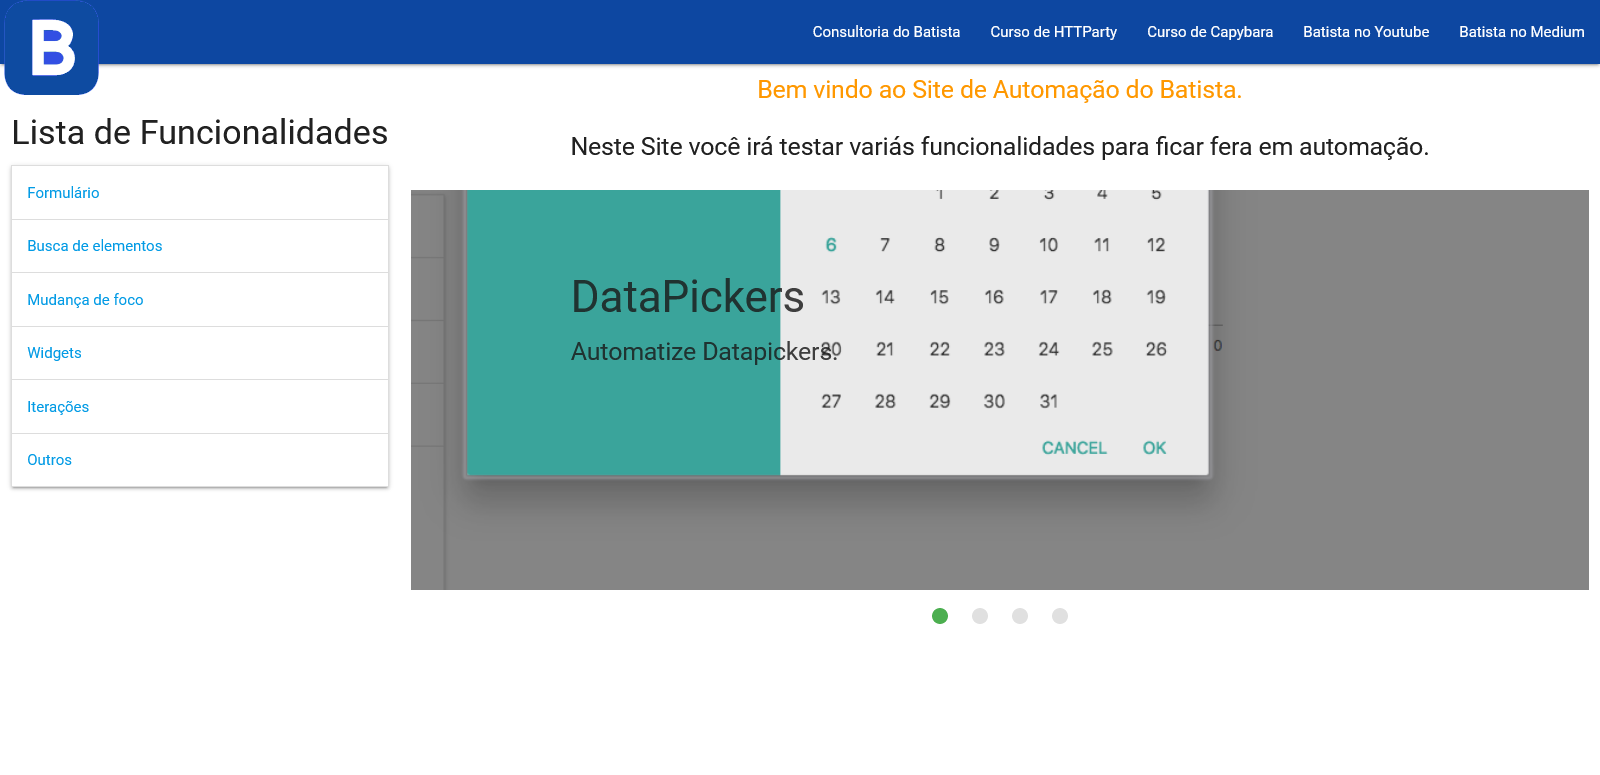 B
Consultoria do Batista Curso de HTTParty Curso de Capybara Batista no Youtube Batista no Medium
Bem vindo ao Site de Automação do Batista.
Neste Site você irá testar variás funcionalidades para ficar fera em automação.
Lista de Funcionalidades
Formulário
Busca de elementos
Mudança de foco
Widgets
Iterações
Outros
DataPickers
Automatize Datapickers.
1 2 3 4 5
6 7 8 9 10 11 12
13 14 15 16 17 18 19
20 21 22 23 24 25 26
27 28 29 30 31
CANCEL OK
0